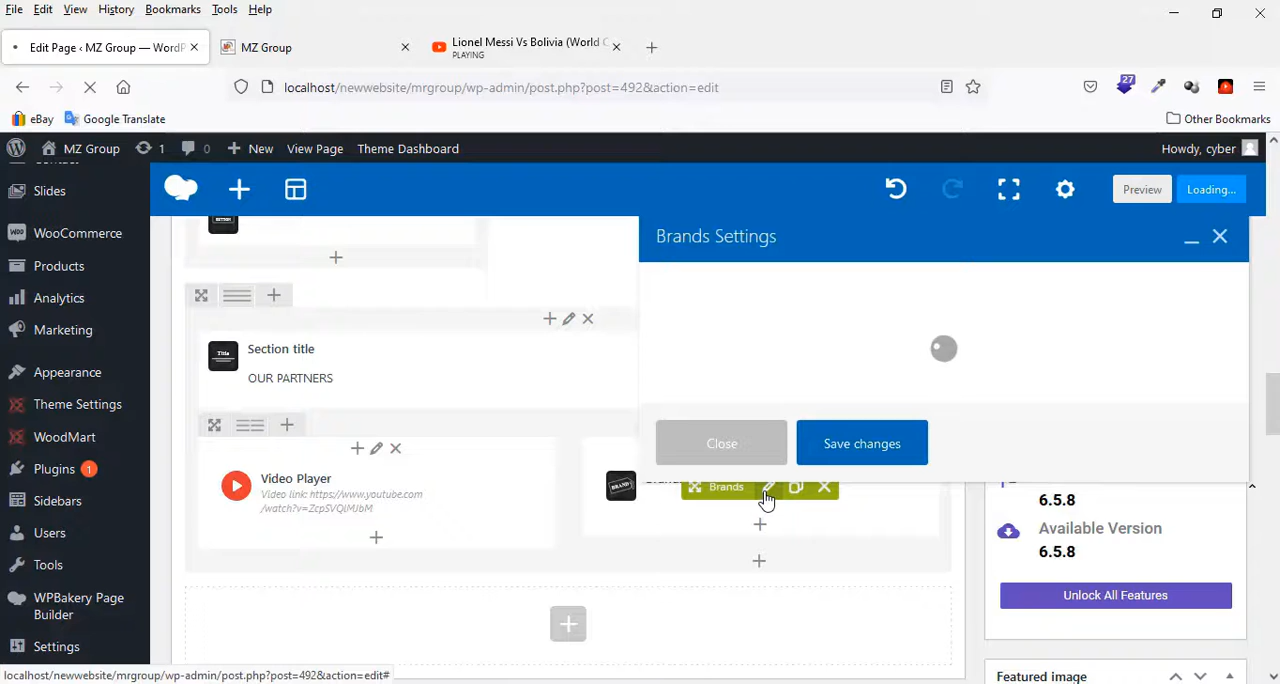 File Edit View History Bookmarks Tools Help
Edit Page ‹ MZ Group — WordP
MZ Group
Lionel Messi Vs Bolivia (World C
PLAYING
localhost/newwebsite/mrgroup/wp-admin/post.php?post=492&action=edit
27
eBay Google Translate Other Bookmarks
MZ Group 1 0 New View Page Theme Dashboard Howdy, cyber
Slides
WooCommerce
Products
Analytics
Marketing
Appearance
Theme Settings
WoodMart
Plugins 1
Sidebars
Users
Tools
WPBakery Page
Builder
Settings
Preview Loading...
Brands Settings
Close Save changes
Title
Section title
OUR PARTNERS
Video Player
Video link: https://www.youtube.com
/watch?v=ZcpSVQlMJbM
BRAND
Brands
6.5.8
Available Version
6.5.8
Unlock All Features
Featured image
localhost/newwebsite/mrgroup/wp-admin/post.php?post=492&action=edit#